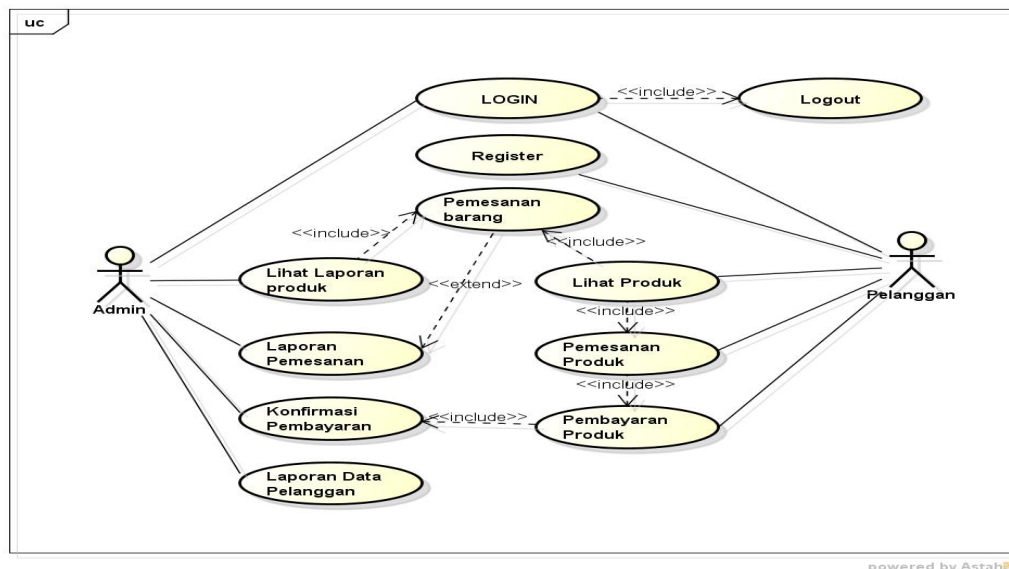 uc
LOGIN
<<include>>
Logout
Register
Pemesanan
barang
<<include>>
<<include>>
Lihat Laporan
produk
<<extend>>
Lihat Produk
Admin
Pelanggan
<<include>>
Laporan
Pemesanan
Pemesanan
Produk
<<include>>
Konfirmasi
Pembayaran
<<include>>
Pembayaran
Produk
Laporan Data
Pelanggan
powered by Astah